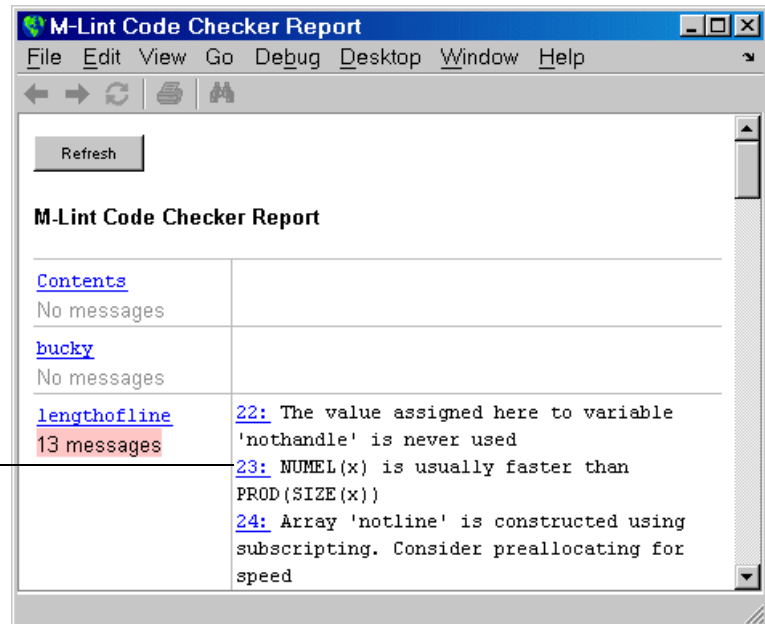 M-Lint Code Checker Report
File Edit View Go Debug Desktop Window Help
Refresh
M-Lint Code Checker Report
Contents
No messages
bucky
No messages
lengthofline
13 messages
22: The value assigned here to variable
'nothandle' is never used
23: NUMEL(x) is usually faster than
PROD(SIZE(x))
24: Array 'notline' is constructed using
subscripting. Consider preallocating for
speed